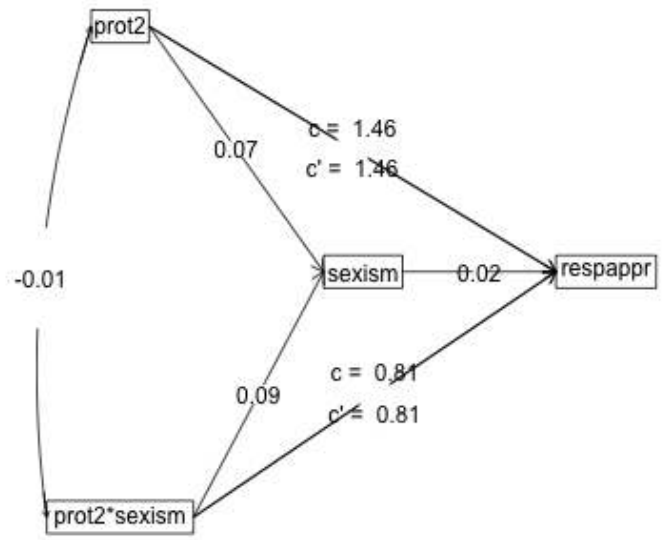 prot2
c = 1.46
0.07
c' = 1.46
sexism
0.02
respappr
-0.01
c = 0.81
0.09
c' = 0.81
prot2*sexism